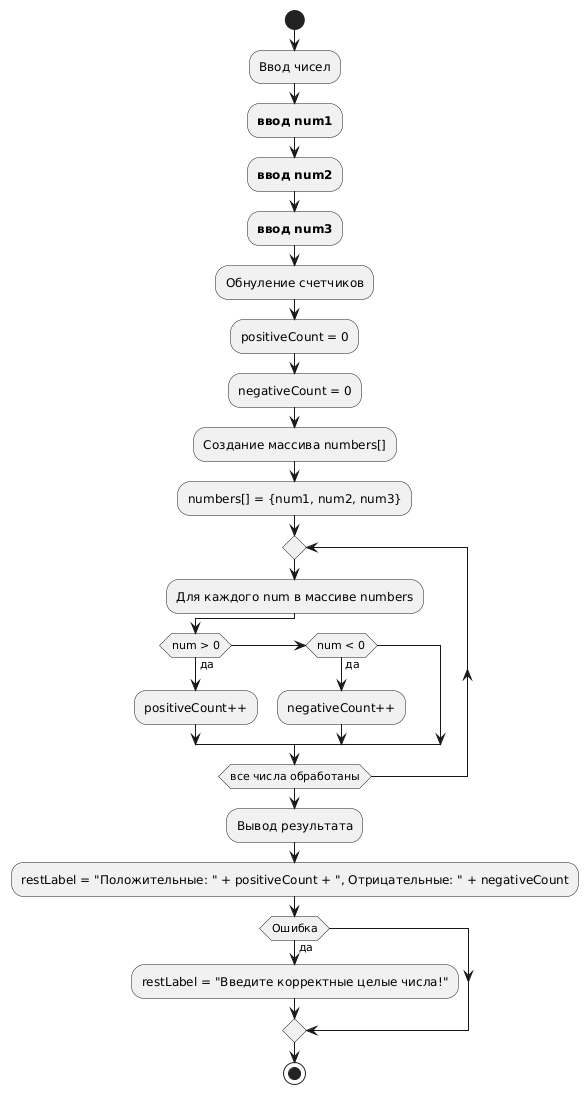 Ввод чисел
ввод num1
ввод num2
ввод num3
Обнуление счетчиков
positiveCount = 0
negativeCount = 0
Создание массива numbers[]
numbers[] = {num1, num2, num3}
Для каждого num в массиве numbers
num > 0
num < 0
да
да
positiveCount++
negativeCount++
все числа обработаны
Вывод результата
restLabel = "Положительные: " + positiveCount + ", Отрицательные: " + negativeCount
Ошибка
да
restLabel = "Введите корректные целые числа!"